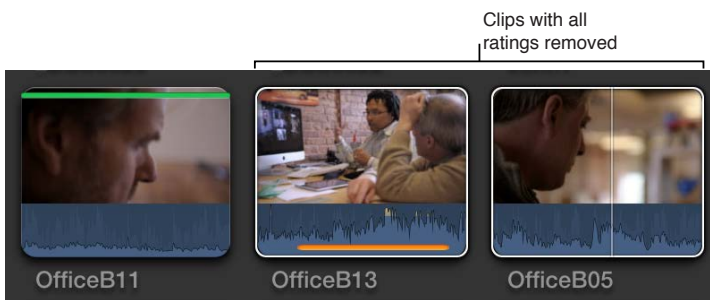 Clips with all
ratings removed
OfficeB11
OfficeB13
OfficeB05